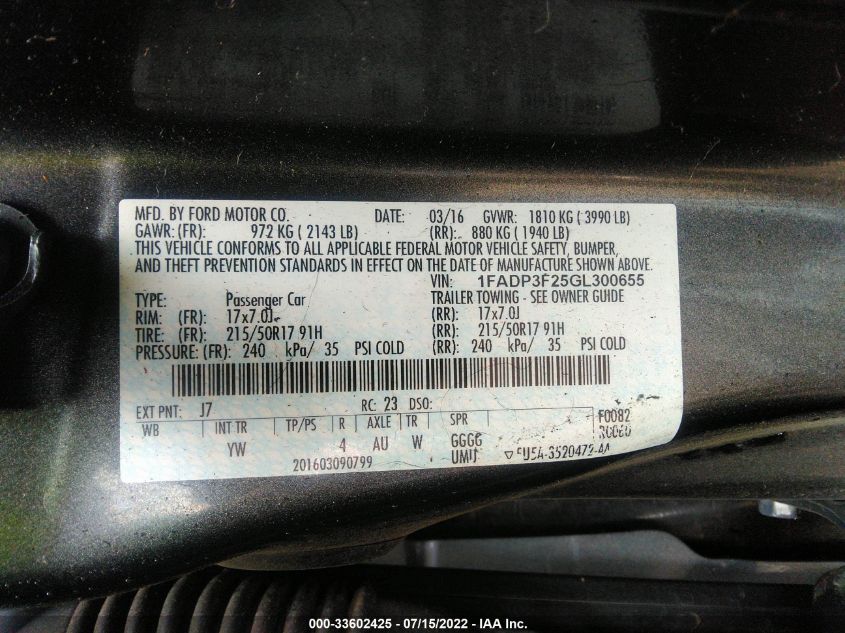 MFD. BY FORD MOTOR CO. DATE: 03/16 GVWR: 1810 KG ( 3990 LB)
GAWR: (FR): 972 KG ( 2143 LB) (RR): 880 KG ( 1940 LB)
THIS VEHICLE CONFORMS TO ALL APPLICABLE FEDERAL MOTOR VEHICLE SAFETY, BUMPER,
AND THEFT PREVENTION STANDARDS IN EFFECT ON THE DATE OF MANUFACTURE SHOWN ABOVE.
VIN: 1FADP3F25GL300655
TYPE: Passenger Car TRAILER TOWING - SEE OWNER GUIDE
RIM: (FR): 17x7.0J (RR): 17x7.0J
TIRE: (FR): 215/50R17 91H (RR): 215/50R17 91H
PRESSURE: (FR): 240 kPa/ 35 PSI COLD (RR): 240 kPa/ 35 PSI COLD
EXT PNT: J7 RC: 23 DSO: F0082
WB INT TR TP/PS R AXLE TR SPR
YW 4 AU W GGG6
201603090799 UMIJ
000-33602425 - 07/15/2022 - IAA Inc.